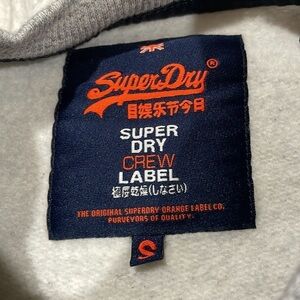 SuperDry®
目娱乐节今日
SUPER
DRY
CREW
LABEL
極度乾燥(しなさい)
THE ORIGINAL SUPERDRY ORANGE LABEL CO.
PURVEYORS OF QUALITY.
S